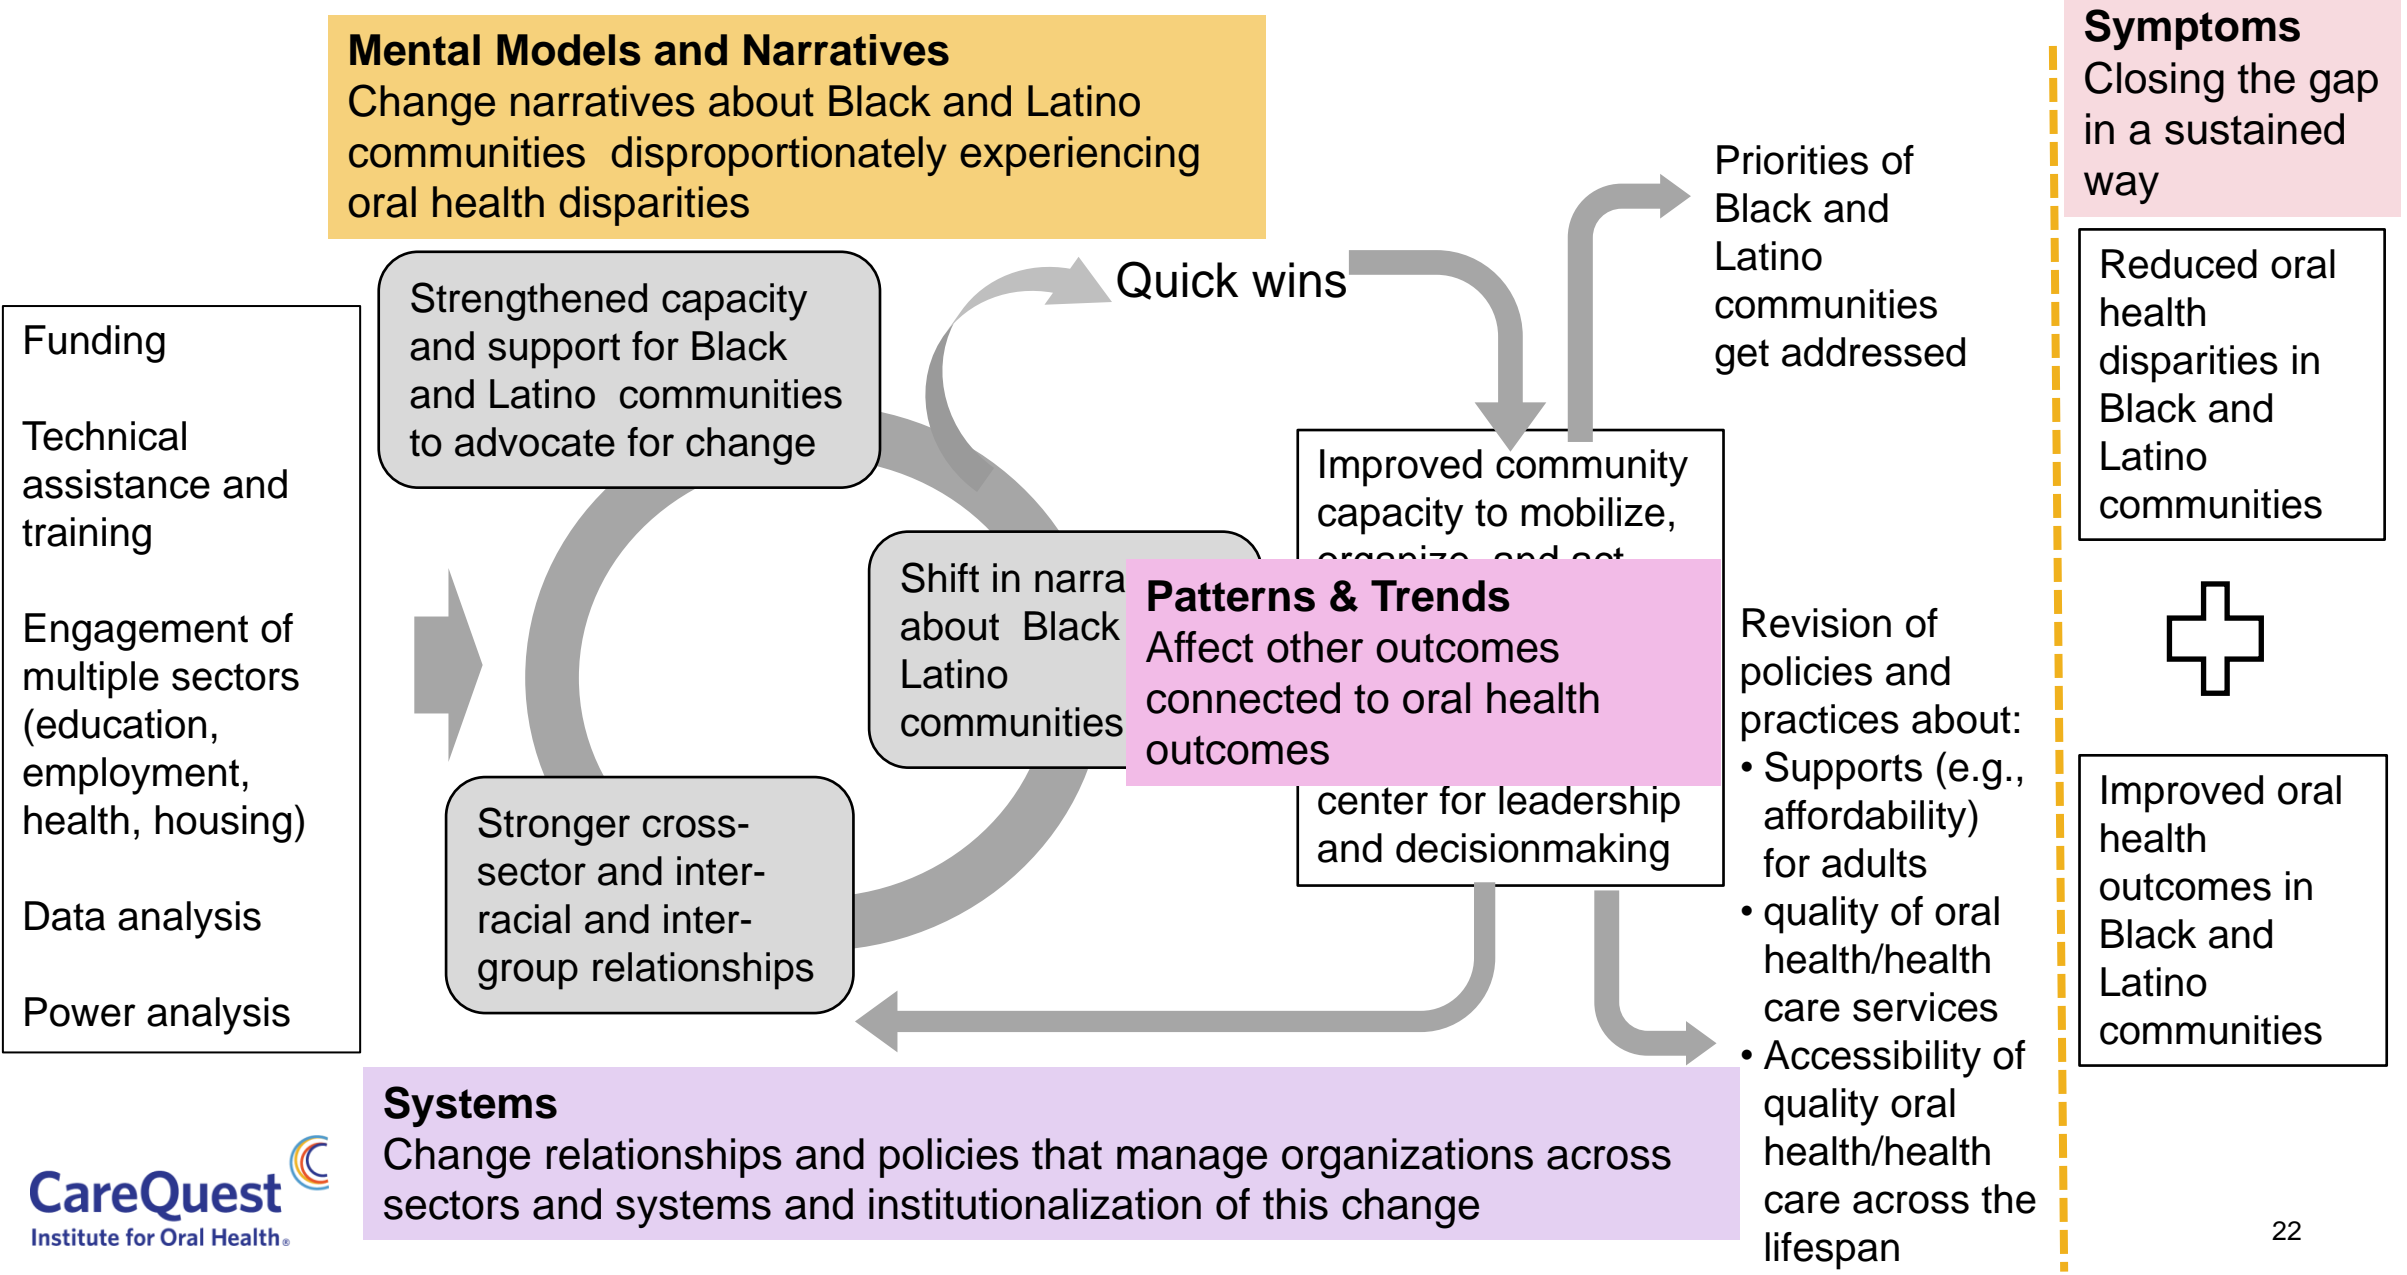 Mental Models and Narratives
Change narratives about Black and Latino
communities disproportionately experiencing
oral health disparities
Symptoms
Closing the gap
in a sustained
way
Funding
Technical
assistance and
training
Engagement of
multiple sectors
(education,
employment,
health, housing)
Data analysis
Power analysis
Strengthened capacity
and support for Black
and Latino communities
to advocate for change
Shift in narra
about Black
Latino
communities
Stronger cross-
sector and inter-
racial and inter-
group relationships
Quick wins
Improved community
capacity to mobilize,
organize, and act
center for leadership
and decisionmaking
Patterns & Trends
Affect other outcomes
connected to oral health
outcomes
Priorities of
Black and
Latino
communities
get addressed
Revision of
policies and
practices about:
• Supports (e.g.,
affordability)
for adults
• quality of oral
health/health
care services
• Accessibility of
quality oral
health/health
care across the
lifespan
Reduced oral
health
disparities in
Black and
Latino
communities
Improved oral
health
outcomes in
Black and
Latino
communities
Systems
Change relationships and policies that manage organizations across
sectors and systems and institutionalization of this change
CareQuest
Institute for Oral Health®
22